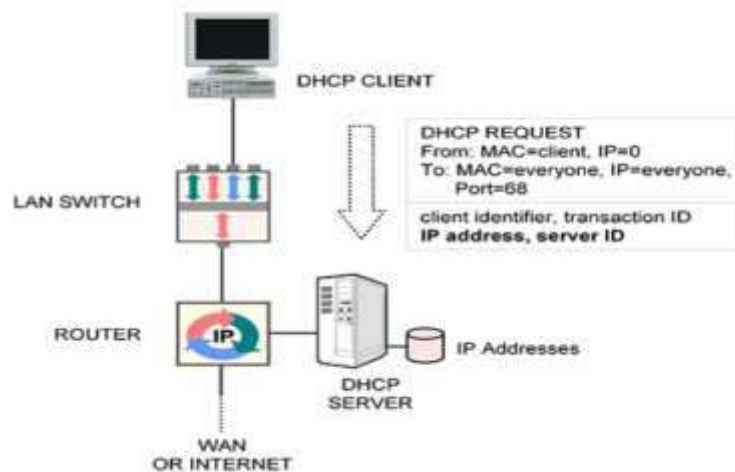 DHCP CLIENT
DHCP REQUEST
From: MAC=client, IP=0
To: MAC=everyone, IP=everyone,
Port=68
client identifier, transaction ID
IP address, server ID
LAN SWITCH
ROUTER
IP
IP Addresses
DHCP
SERVER
WAN
OR INTERNET